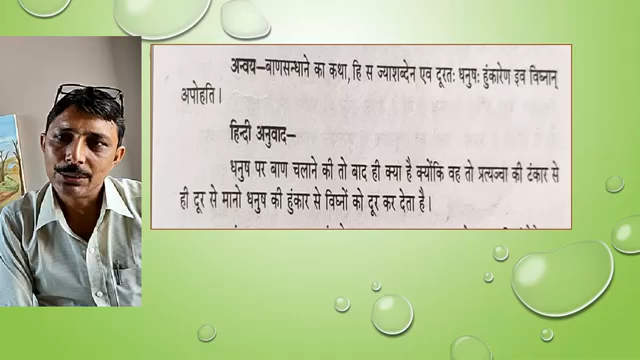 अन्वय—बाणसन्धाने का कथा, हि स ज्याशब्देन एव दूरतः धनुषः हुंकारेण इव विघ्नान्
अपोहति।
हिन्दी अनुवाद—
धनुष पर बाण चलाने की तो वाद ही क्या है क्योंकि वह तो प्रत्यञ्चा की टंकार से
ही दूर से मानो धनुष की हुंकार से विघ्नों को दूर कर देता है।